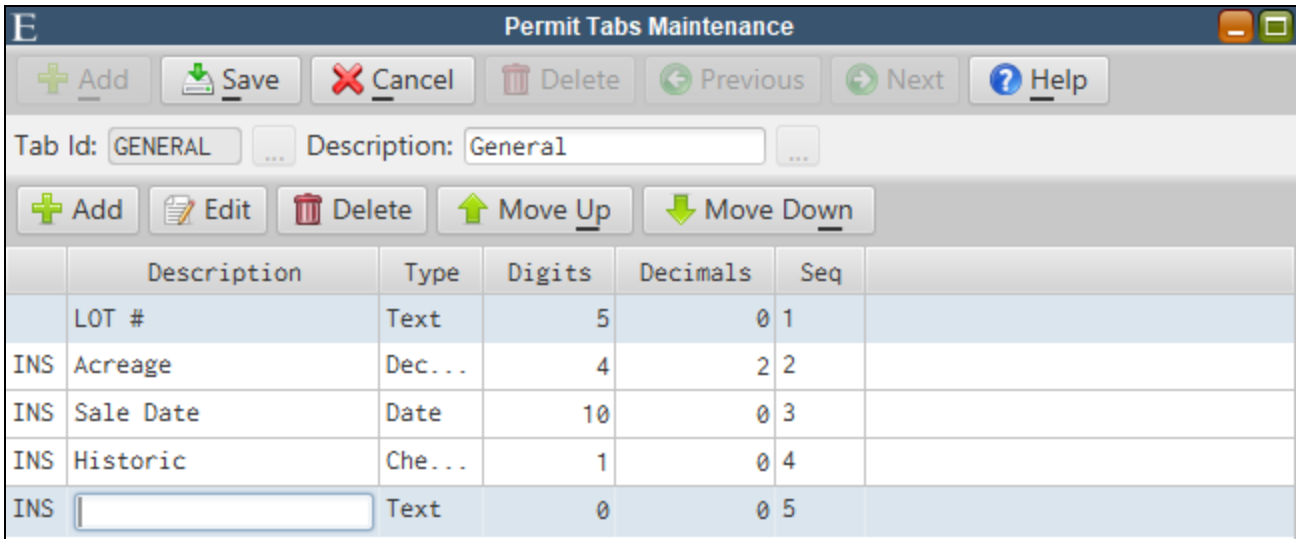 E Permit Tabs Maintenance
Add Save Cancel Delete Previous Next Help
Tab Id: GENERAL ... Description: General ...
Add Edit Delete Move Up Move Down
Description Type Digits Decimals Seq
LOT # Text 5 0 1
INS Acreage Dec... 4 2 2
INS Sale Date Date 10 0 3
INS Historic Che... 1 0 4
INS Text 0 0 5